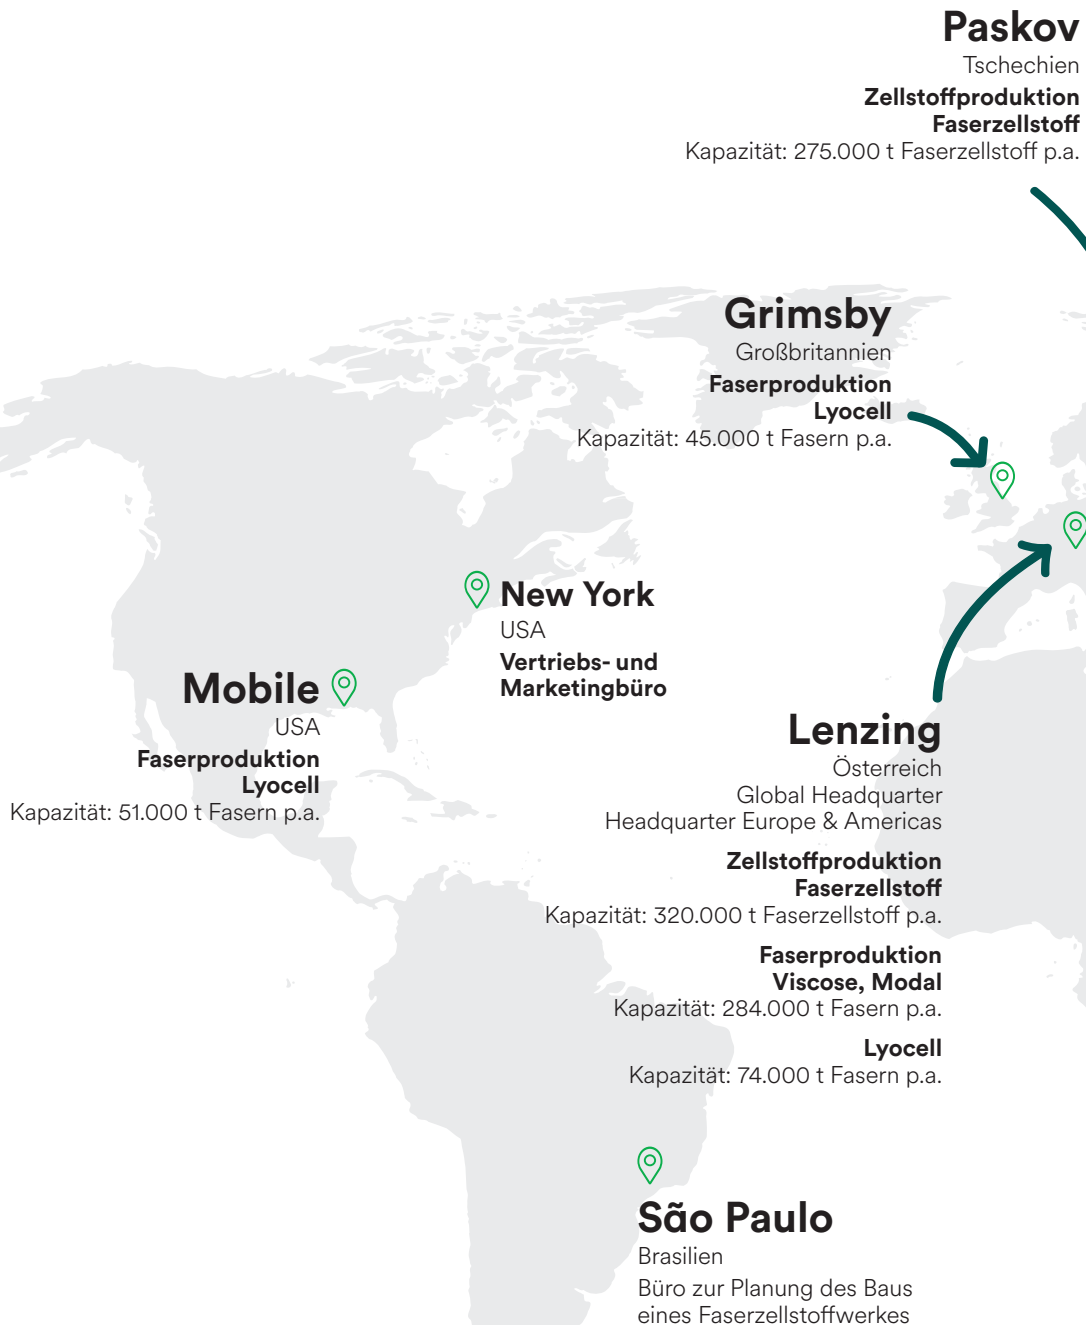 Paskov
Tschechien
Zellstoffproduktion
Faserzellstoff
Kapazität: 275.000 t Faserzellstoff p.a.
Grimsby
Großbritannien
Faserproduktion
Lyocell
Kapazität: 45.000 t Fasern p.a.
New York
USA
Vertriebs- und
Marketingbüro
Mobile
USA
Faserproduktion
Lyocell
Kapazität: 51.000 t Fasern p.a.
Lenzing
Österreich
Global Headquarter
Headquarter Europe & Americas
Zellstoffproduktion
Faserzellstoff
Kapazität: 320.000 t Faserzellstoff p.a.
Faserproduktion
Viscose, Modal
Kapazität: 284.000 t Fasern p.a.
Lyocell
Kapazität: 74.000 t Fasern p.a.
São Paulo
Brasilien
Büro zur Planung des Baus
eines Faserzellstoffwerkes